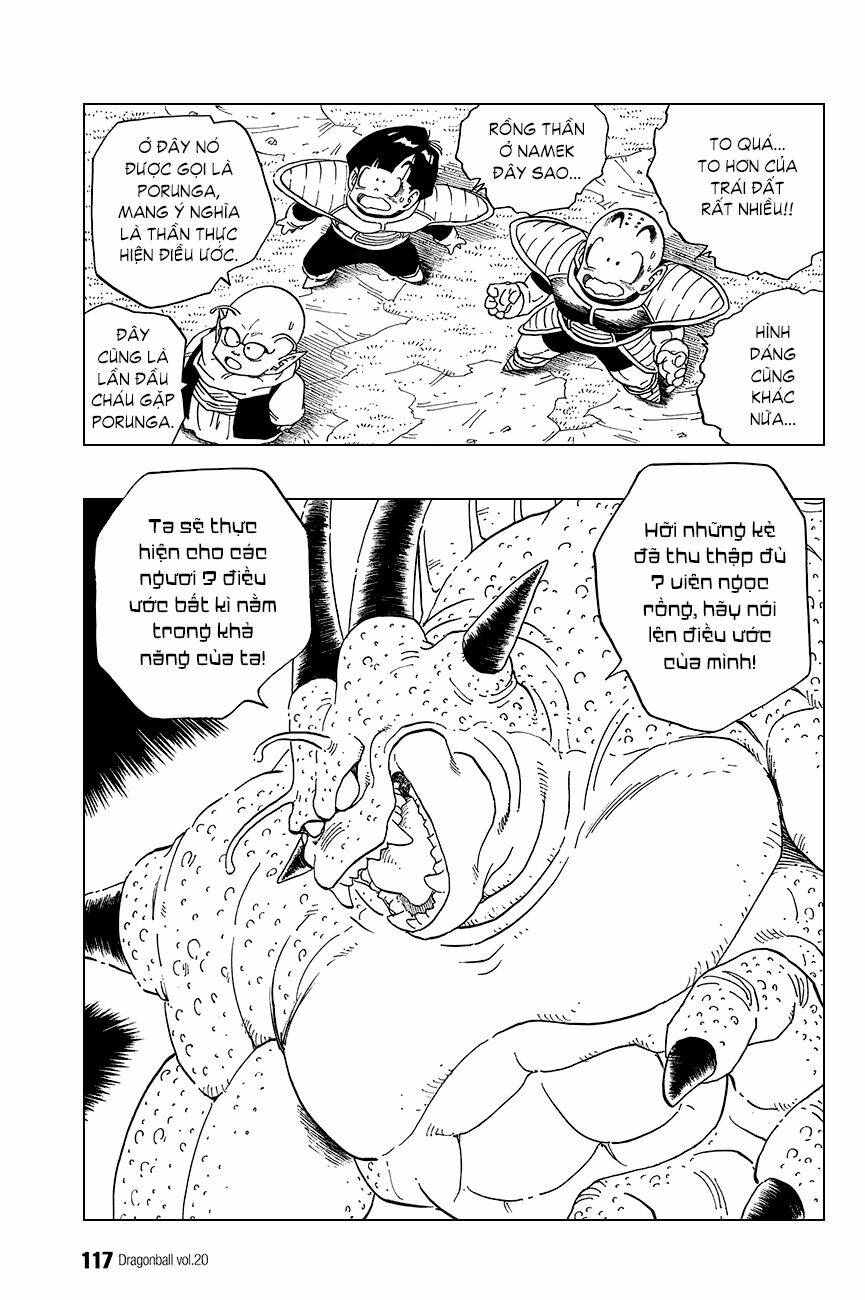 TO QUÁ...
TO HƠN CỦA
TRÁI ĐẤT
RẤT NHIỀU!!
RỒNG THẦN
Ở NAMEK
ĐÂY SAO...
HÌNH
DÁNG
CŨNG
KHÁC
NỮA...
Ở ĐÂY NÓ
ĐƯỢC GỌI LÀ
PORUNGA,
MANG Ý NGHĨA
LÀ THẦN THỰC
HIỆN ĐIỀU ƯỚC.
ĐÂY
CŨNG LÀ
LẦN ĐẦU
CHÁU GẶP
PORUNGA.
Hỡi những kẻ
đã thu thập đủ
7 viên ngọc
rồng, hãy nói
lên điều ước
của mình!
Ta sẽ thực
hiện cho các
ngươi 3 điều
ước bất kì nằm
trong khả
năng của ta!
117 Dragonball vol.20